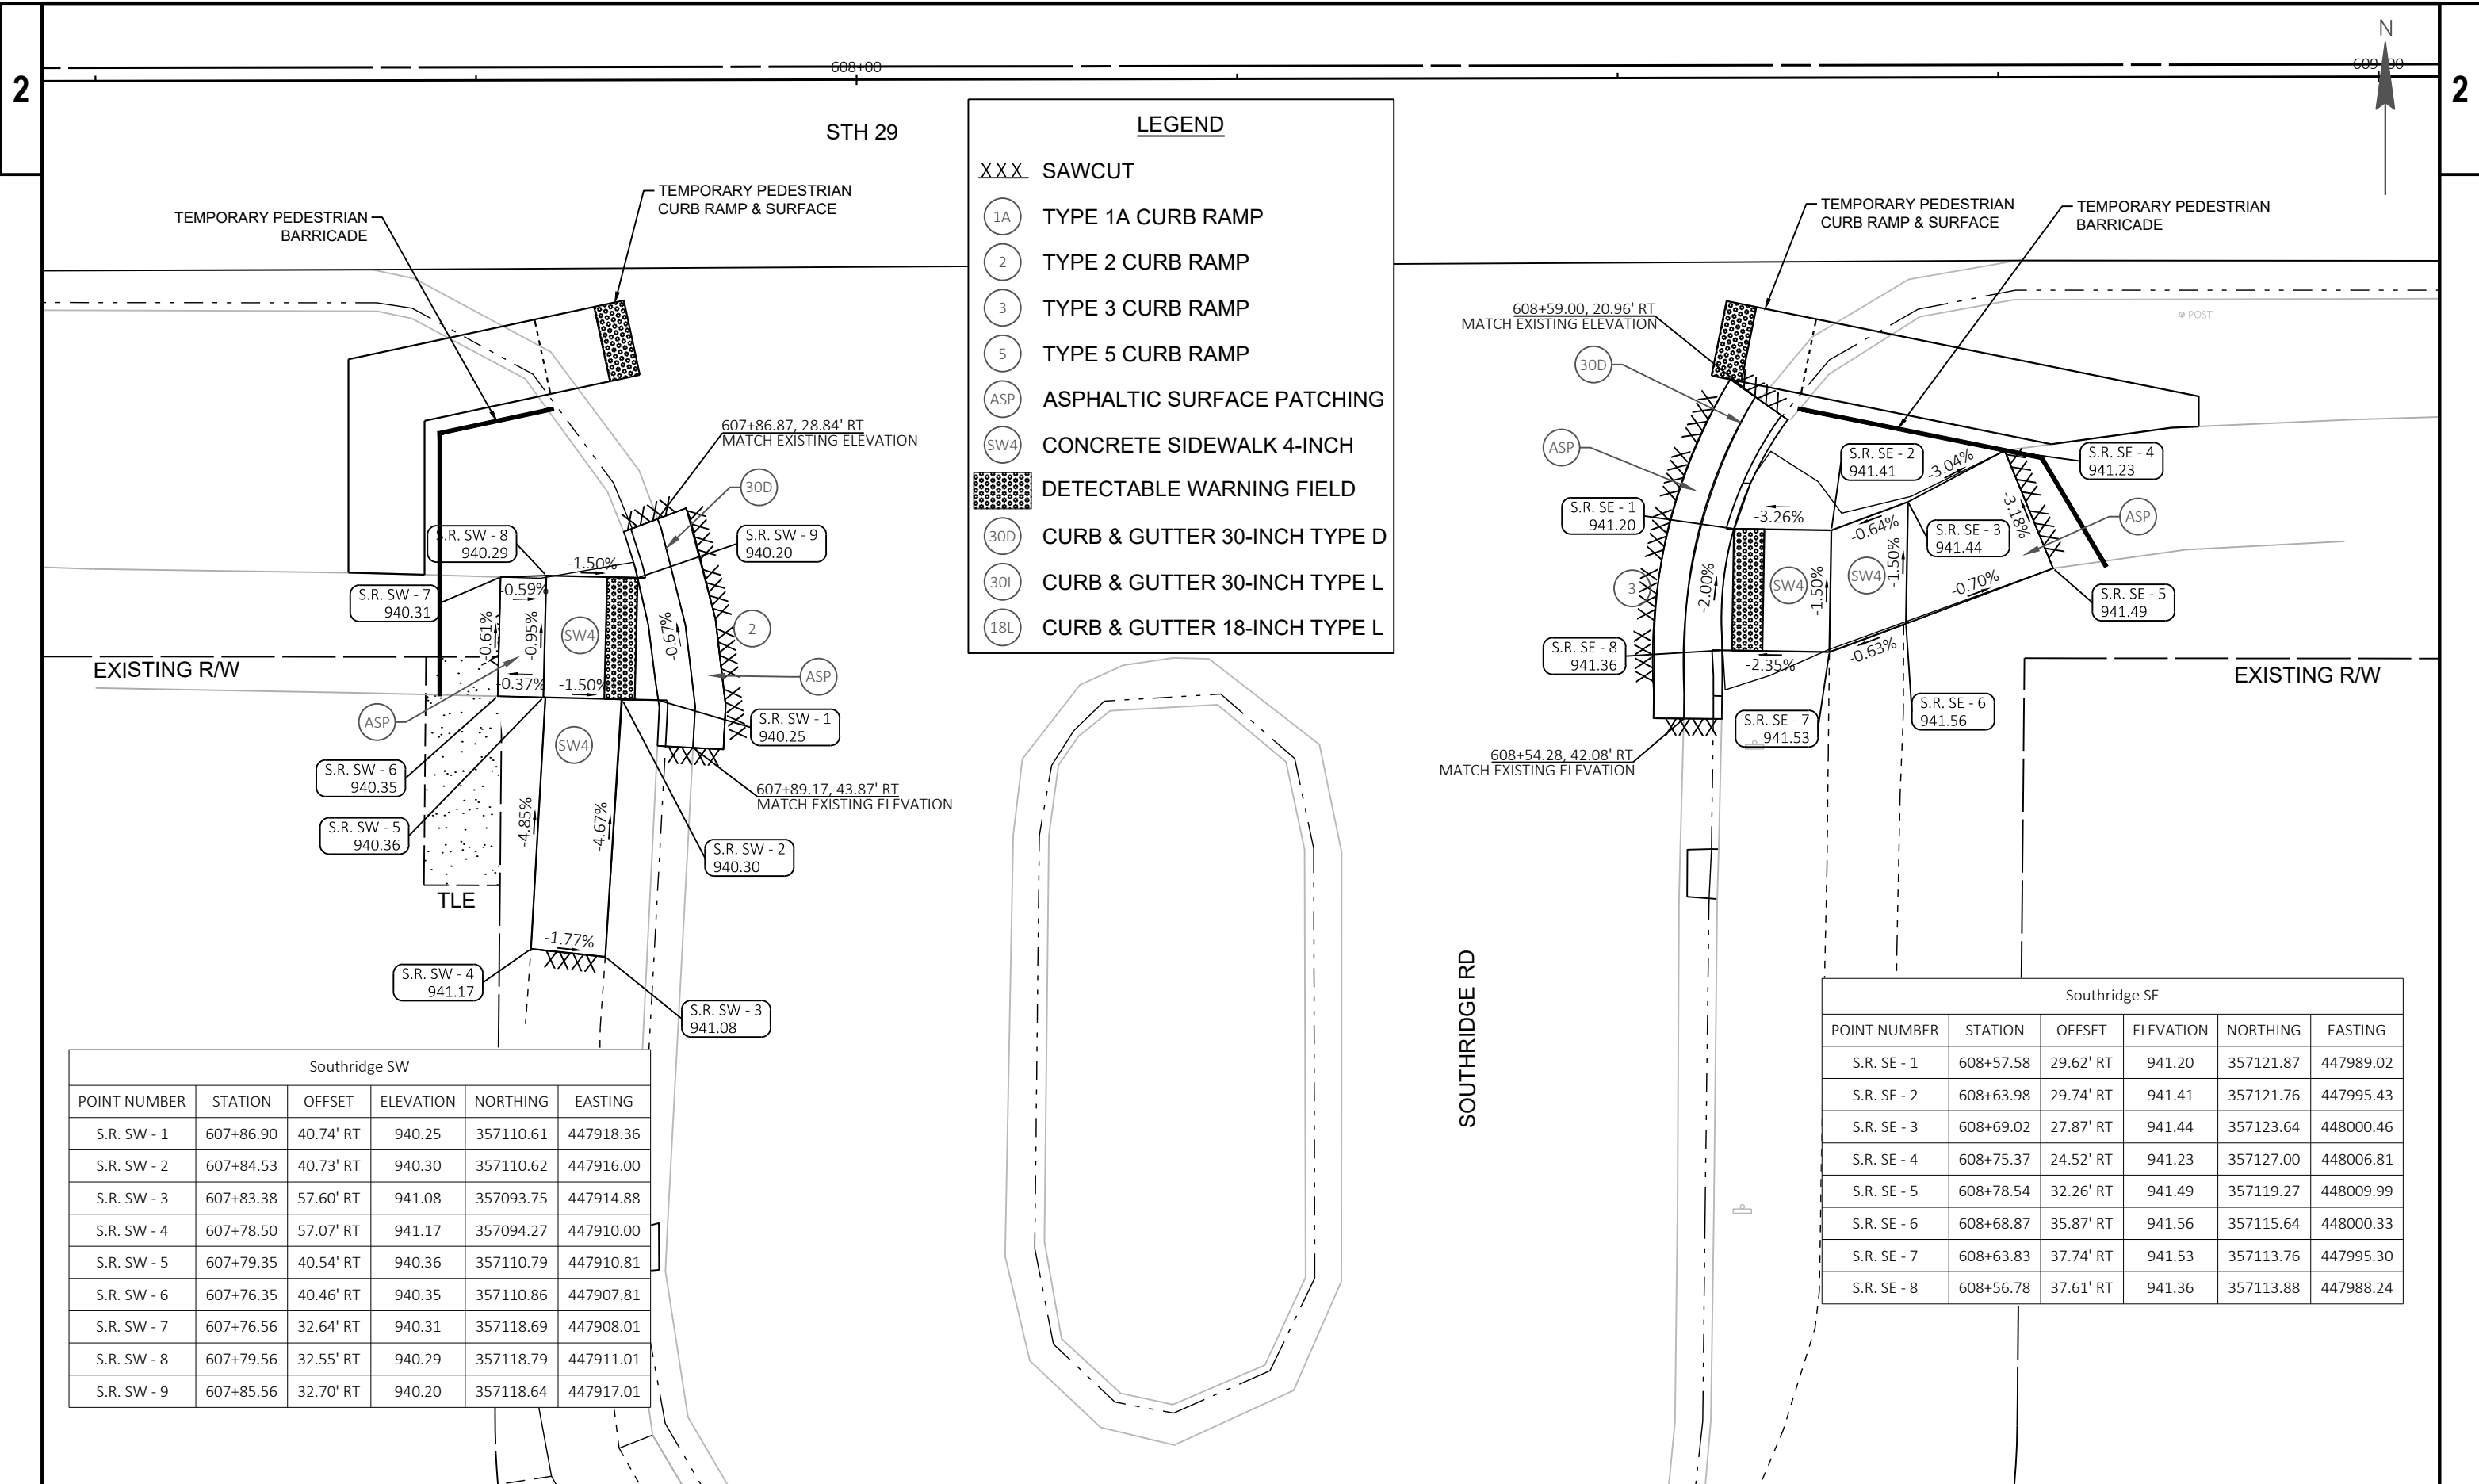 2
2
608+00
609+00
N
STH 29
LEGEND
XXX SAWCUT
1A TYPE 1A CURB RAMP
2 TYPE 2 CURB RAMP
3 TYPE 3 CURB RAMP
5 TYPE 5 CURB RAMP
ASP ASPHALTIC SURFACE PATCHING
SW4 CONCRETE SIDEWALK 4-INCH
DETECTABLE WARNING FIELD
30D CURB & GUTTER 30-INCH TYPE D
30L CURB & GUTTER 30-INCH TYPE L
18L CURB & GUTTER 18-INCH TYPE L
TEMPORARY PEDESTRIAN
BARRICADE
TEMPORARY PEDESTRIAN
CURB RAMP & SURFACE
607+86.87, 28.84' RT
MATCH EXISTING ELEVATION
30D
S.R. SW - 8
940.29
S.R. SW - 9
940.20
-1.50%
-0.59%
S.R. SW - 7
940.31
-0.61%
-0.95%
SW4
-0.67%
2
EXISTING R/W
-0.37%
-1.50%
ASP
ASP
S.R. SW - 1
940.25
SW4
S.R. SW - 6
940.35
607+89.17, 43.87' RT
MATCH EXISTING ELEVATION
-4.85%
-4.67%
S.R. SW - 5
940.36
S.R. SW - 2
940.30
TLE
-1.77%
S.R. SW - 4
941.17
S.R. SW - 3
941.08
TEMPORARY PEDESTRIAN
CURB RAMP & SURFACE
TEMPORARY PEDESTRIAN
BARRICADE
608+59.00, 20.96' RT
MATCH EXISTING ELEVATION
POST
30D
ASP
S.R. SE - 2
941.41
-3.04%
S.R. SE - 4
941.23
S.R. SE - 1
941.20
-3.26%
-0.64%
-3.18%
ASP
S.R. SE - 3
941.44
-1.50%
3
-2.00%
SW4
-1.50%
SW4
-0.70%
S.R. SE - 5
941.49
S.R. SE - 8
941.36
-2.35%
-0.63%
EXISTING R/W
S.R. SE - 7
941.53
S.R. SE - 6
941.56
608+54.28, 42.08' RT
MATCH EXISTING ELEVATION
SOUTHRIDGE RD
Southridge SW
POINT NUMBER STATION OFFSET ELEVATION NORTHING EASTING
S.R. SW - 1 607+86.90 40.74' RT 940.25 357110.61 447918.36
S.R. SW - 2 607+84.53 40.73' RT 940.30 357110.62 447916.00
S.R. SW - 3 607+83.38 57.60' RT 941.08 357093.75 447914.88
S.R. SW - 4 607+78.50 57.07' RT 941.17 357094.27 447910.00
S.R. SW - 5 607+79.35 40.54' RT 940.36 357110.79 447910.81
S.R. SW - 6 607+76.35 40.46' RT 940.35 357110.86 447907.81
S.R. SW - 7 607+76.56 32.64' RT 940.31 357118.69 447908.01
S.R. SW - 8 607+79.56 32.55' RT 940.29 357118.79 447911.01
S.R. SW - 9 607+85.56 32.70' RT 940.20 357118.64 447917.01
Southridge SE
POINT NUMBER STATION OFFSET ELEVATION NORTHING EASTING
S.R. SE - 1 608+57.58 29.62' RT 941.20 357121.87 447989.02
S.R. SE - 2 608+63.98 29.74' RT 941.41 357121.76 447995.43
S.R. SE - 3 608+69.02 27.87' RT 941.44 357123.64 448000.46
S.R. SE - 4 608+75.37 24.52' RT 941.23 357127.00 448006.81
S.R. SE - 5 608+78.54 32.26' RT 941.49 357119.27 448009.99
S.R. SE - 6 608+68.87 35.87' RT 941.56 357115.64 448000.33
S.R. SE - 7 608+63.83 37.74' RT 941.53 357113.76 447995.30
S.R. SE - 8 608+56.78 37.61' RT 941.36 357113.88 447988.24